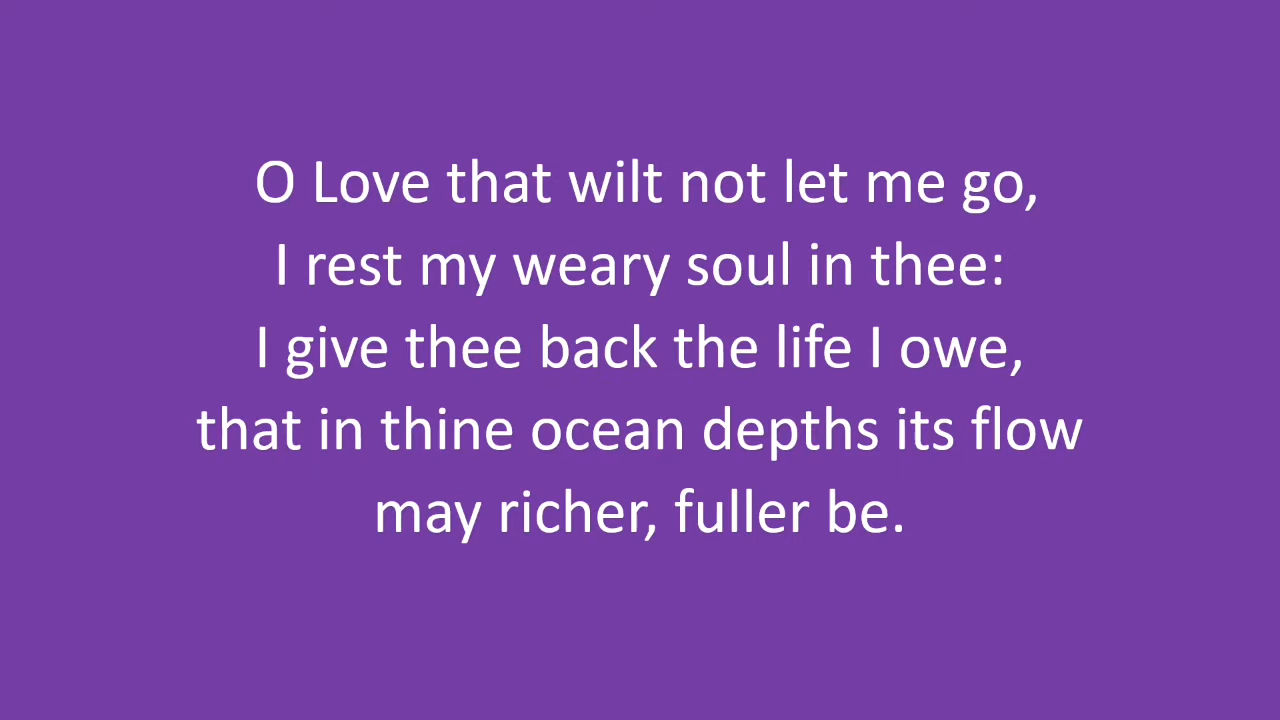 O Love that wilt not let me go,
I rest my weary soul in thee:
I give thee back the life I owe,
that in thine ocean depths its flow
may richer, fuller be.